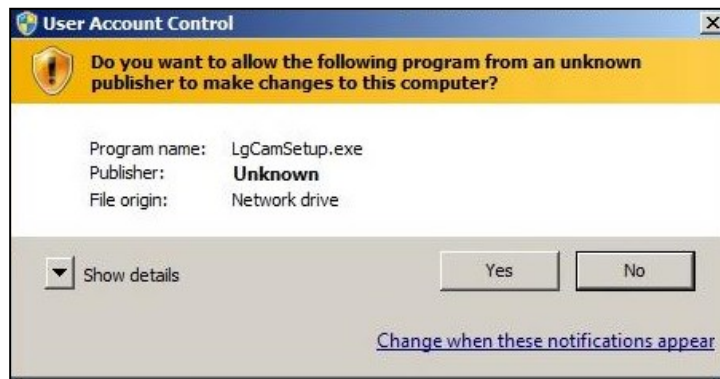 User Account Control
Do you want to allow the following program from an unknown
publisher to make changes to this computer?
Program name: LgCamSetup.exe
Publisher: Unknown
File origin: Network drive
Show details
Yes
No
Change when these notifications appear